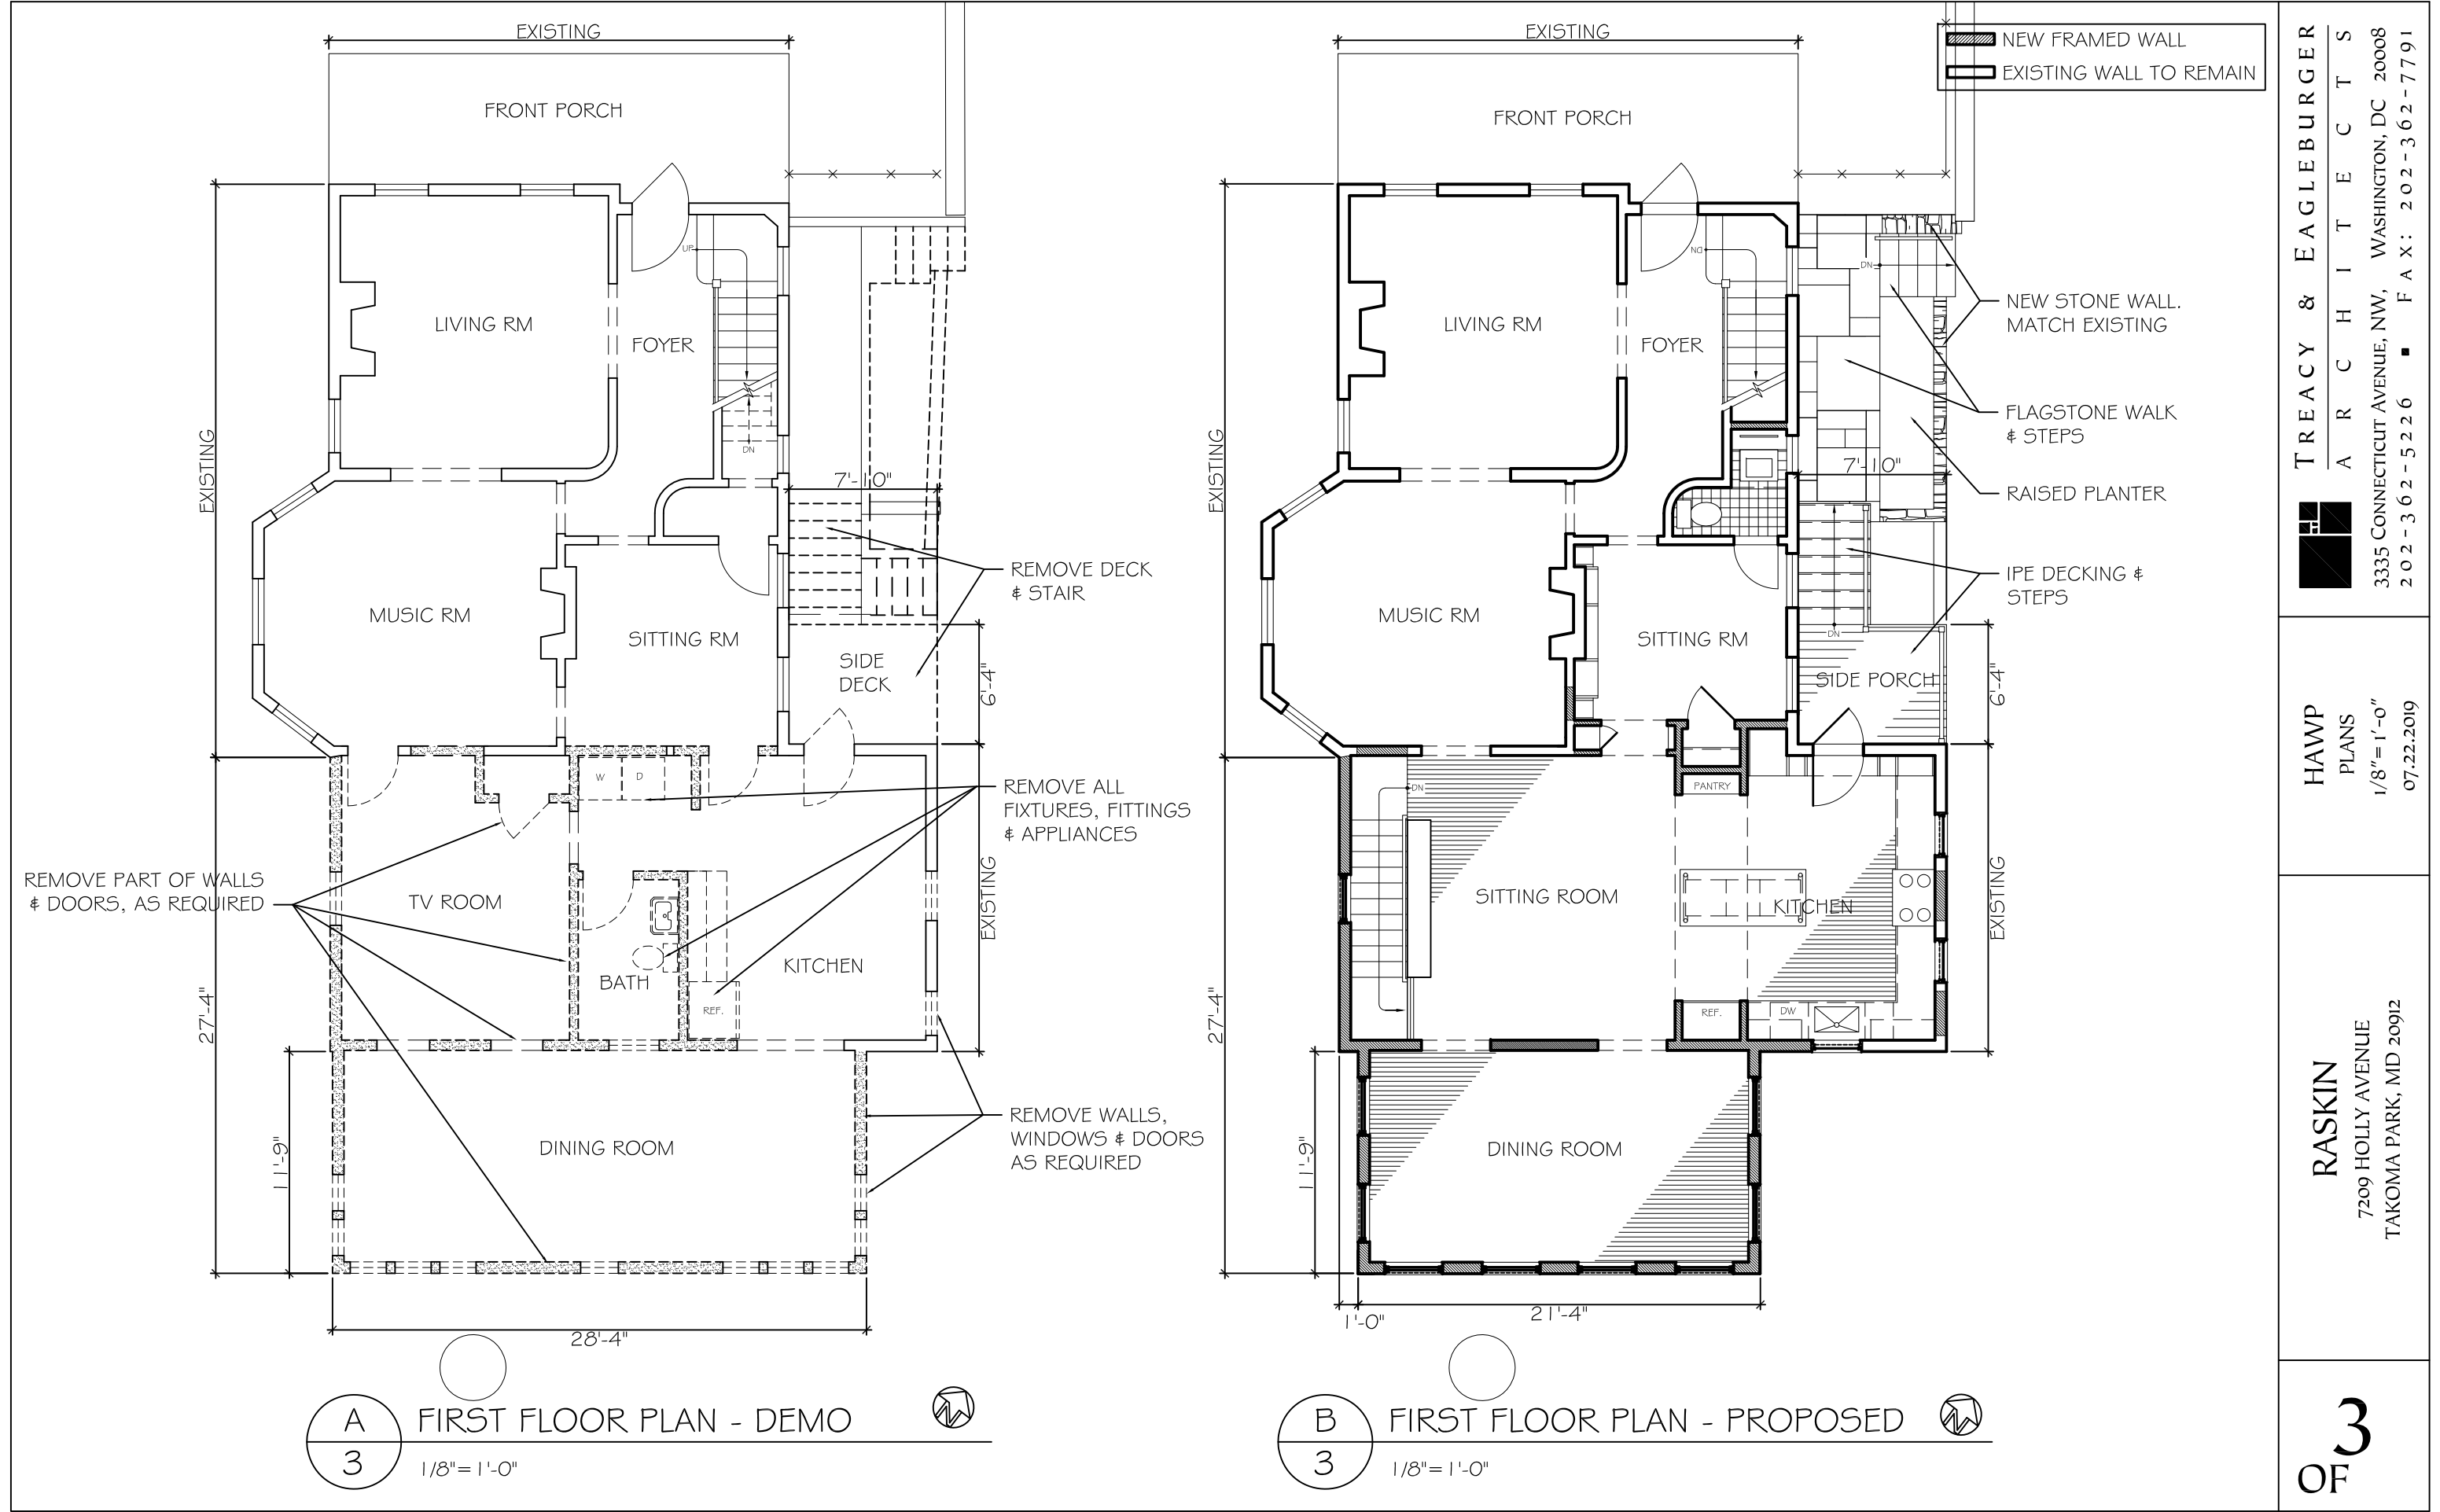 EXISTING
FRONT PORCH
LIVING RM
UP
FOYER
EXISTING
DN
7'-10"
REMOVE DECK
& STAIR
MUSIC RM
SITTING RM
SIDE
DECK
6'-4"
W
D
REMOVE ALL
FIXTURES, FITTINGS
& APPLIANCES
REMOVE PART OF WALLS
& DOORS, AS REQUIRED
TV ROOM
EXISTING
BATH
KITCHEN
REF.
27'-4"
DINING ROOM
11'-9"
REMOVE WALLS,
WINDOWS & DOORS
AS REQUIRED
28'-4"
A
3
FIRST FLOOR PLAN - DEMO
1/8"= 1'-0"
N
EXISTING
NEW FRAMED WALL
EXISTING WALL TO REMAIN
FRONT PORCH
DN
DN
LIVING RM
FOYER
NEW STONE WALL.
MATCH EXISTING
FLAGSTONE WALK
& STEPS
EXISTING
7'-10"
RAISED PLANTER
IPE DECKING &
STEPS
MUSIC RM
SITTING RM
DN
SIDE PORCH
6'-4"
DN
PANTRY
SITTING ROOM
KITCHEN
EXISTING
REF.
DW
27'-4"
DINING ROOM
11'-9"
1'-0"
21'-4"
B
3
FIRST FLOOR PLAN - PROPOSED
1/8"= 1'-0"
N
TREACY & EAGLEBURGER
ARCHITECTS
3335 CONNECTICUT AVENUE, NW, WASHINGTON, DC 20008
202-362-5226 ▪ FAX: 202-362-7791
HAWP
PLANS
1/8"= 1'-0"
07.22.2019
RASKIN
7209 HOLLY AVENUE
TAKOMA PARK, MD 20912
3
OF